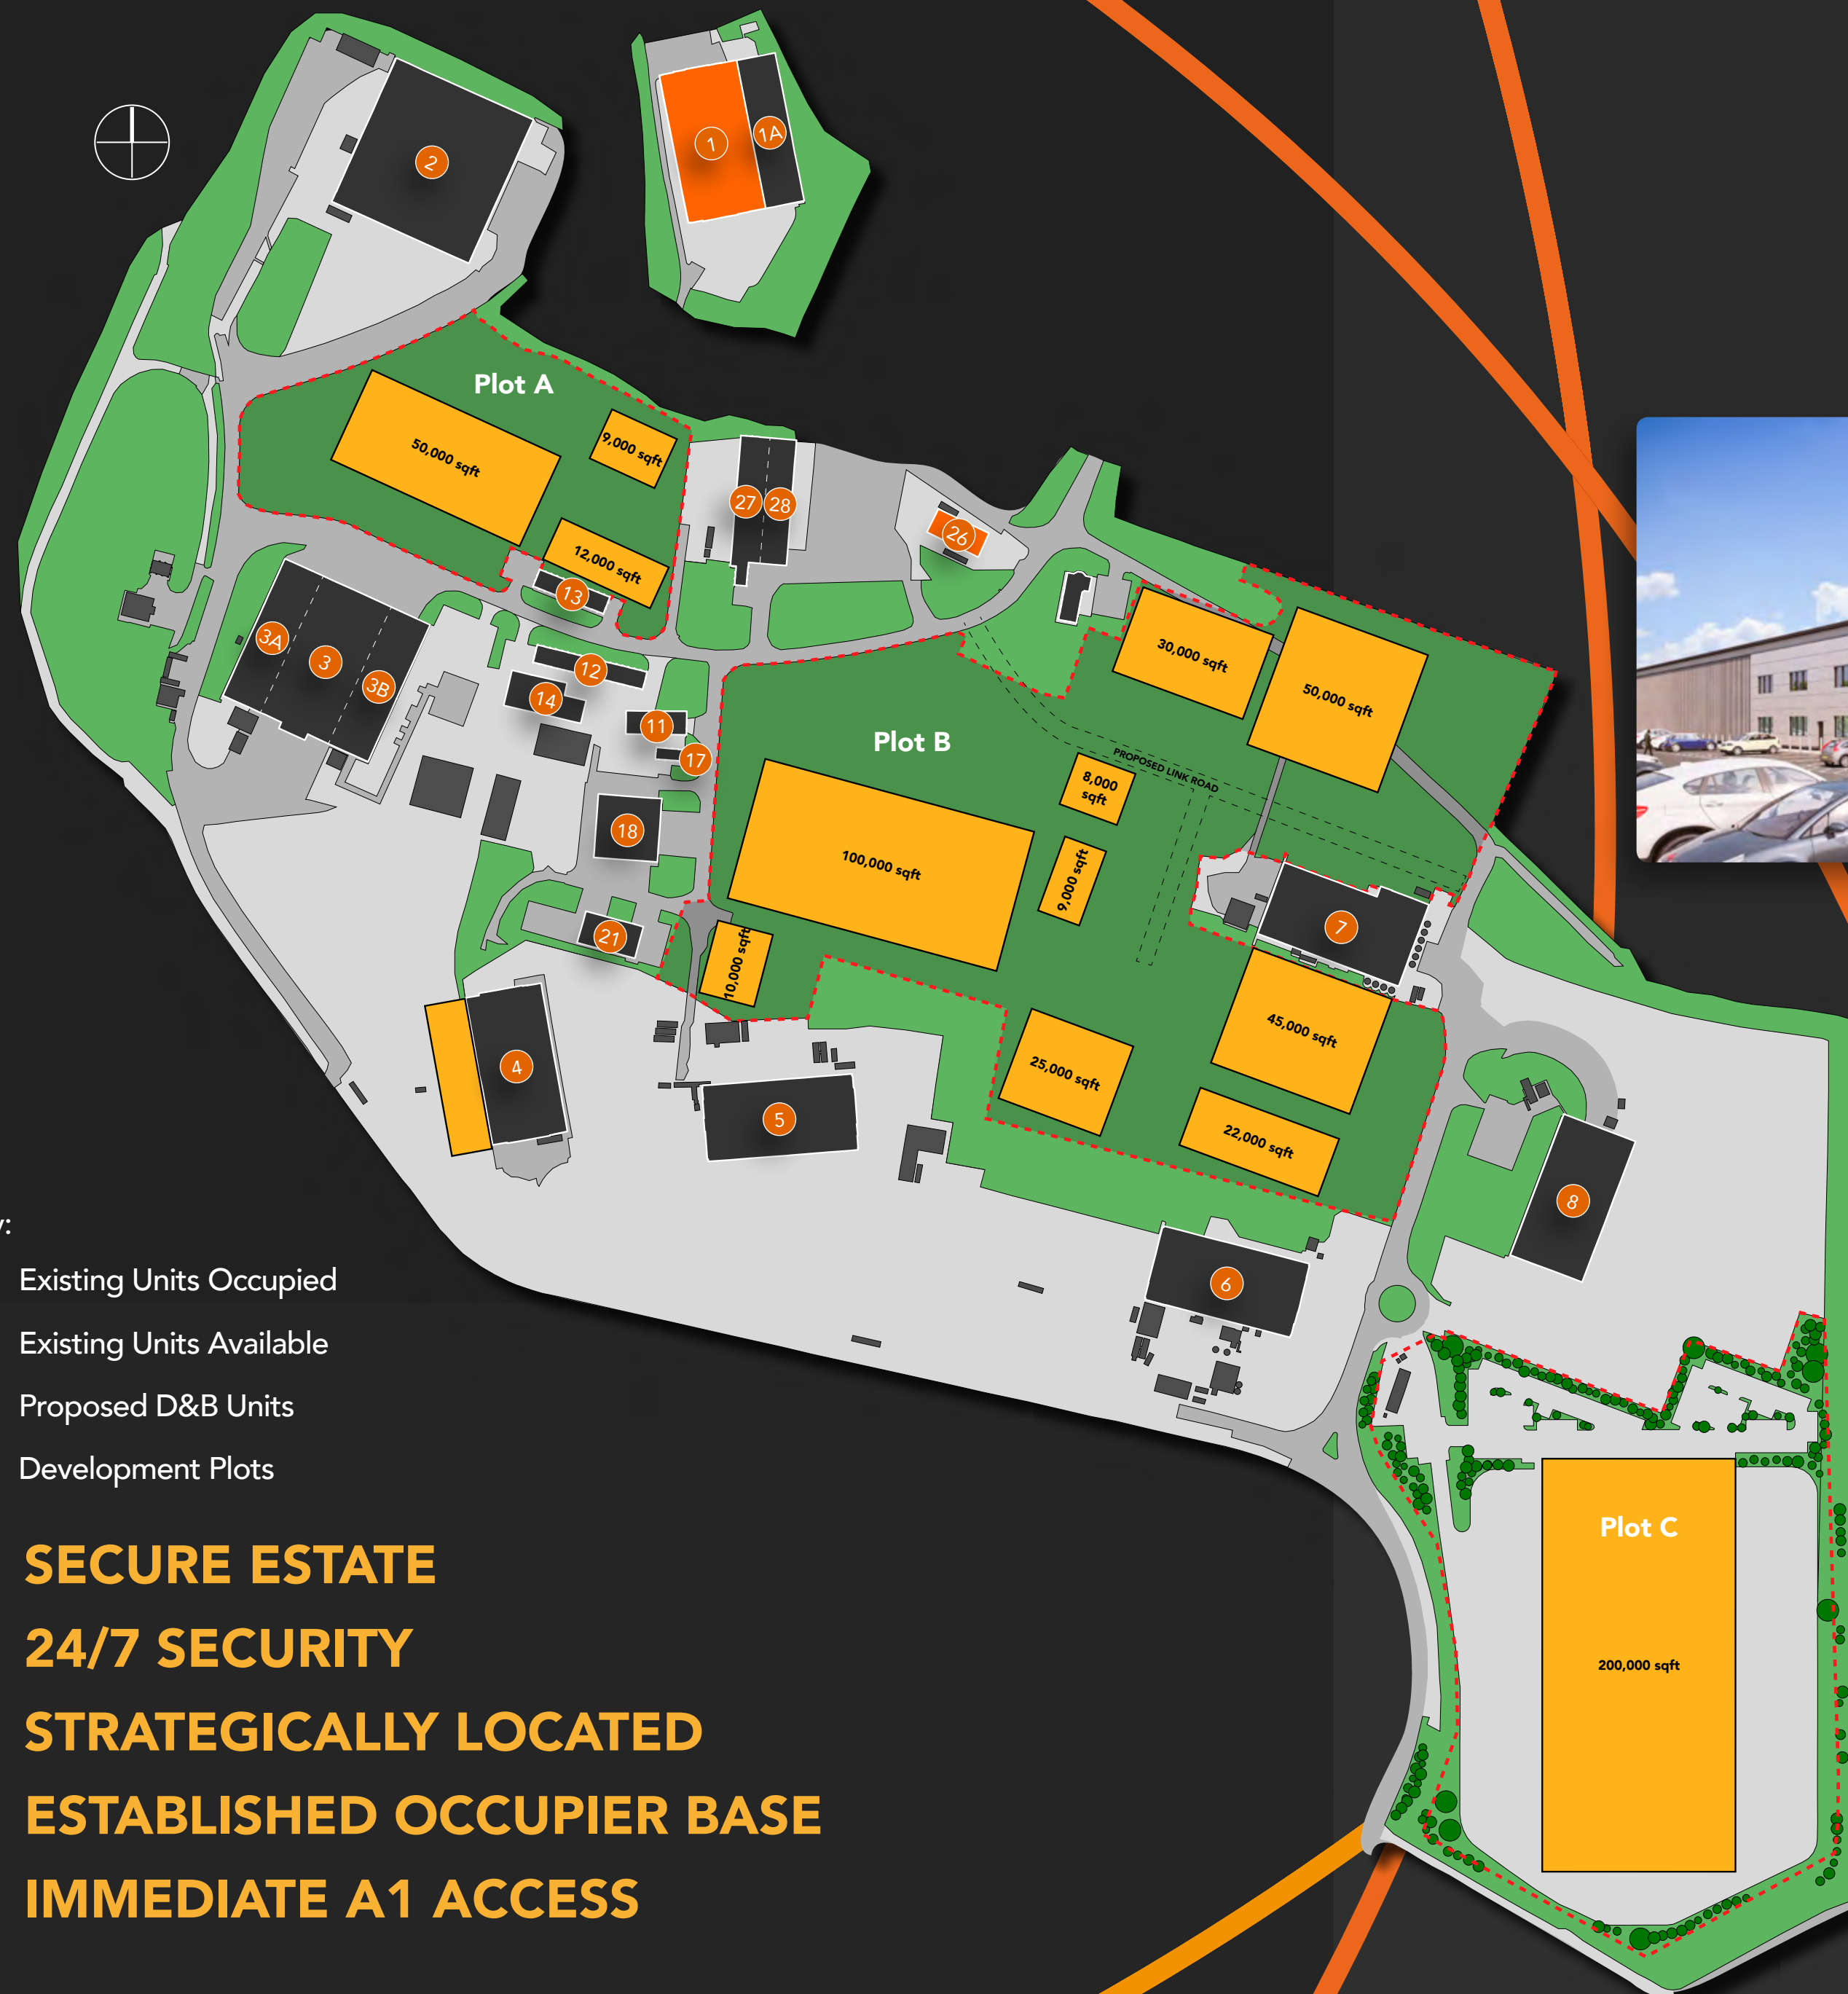 2
1
1A
Plot A
50,000 sqft
9,000 sqft
12,000 sqft
27
28
26
13
3A
3
3B
12
14
11
17
18
21
30,000 sqft
50,000 sqft
Plot B
PROPOSED LINK ROAD
8,000
sqft
100,000 sqft
9,000 sqft
10,000 sqft
7
45,000 sqft
25,000 sqft
22,000 sqft
4
5
8
6
Plot C
200,000 sqft
y:
Existing Units Occupied
Existing Units Available
Proposed D&B Units
Development Plots
SECURE ESTATE
24/7 SECURITY
STRATEGICALLY LOCATED
ESTABLISHED OCCUPIER BASE
IMMEDIATE A1 ACCESS